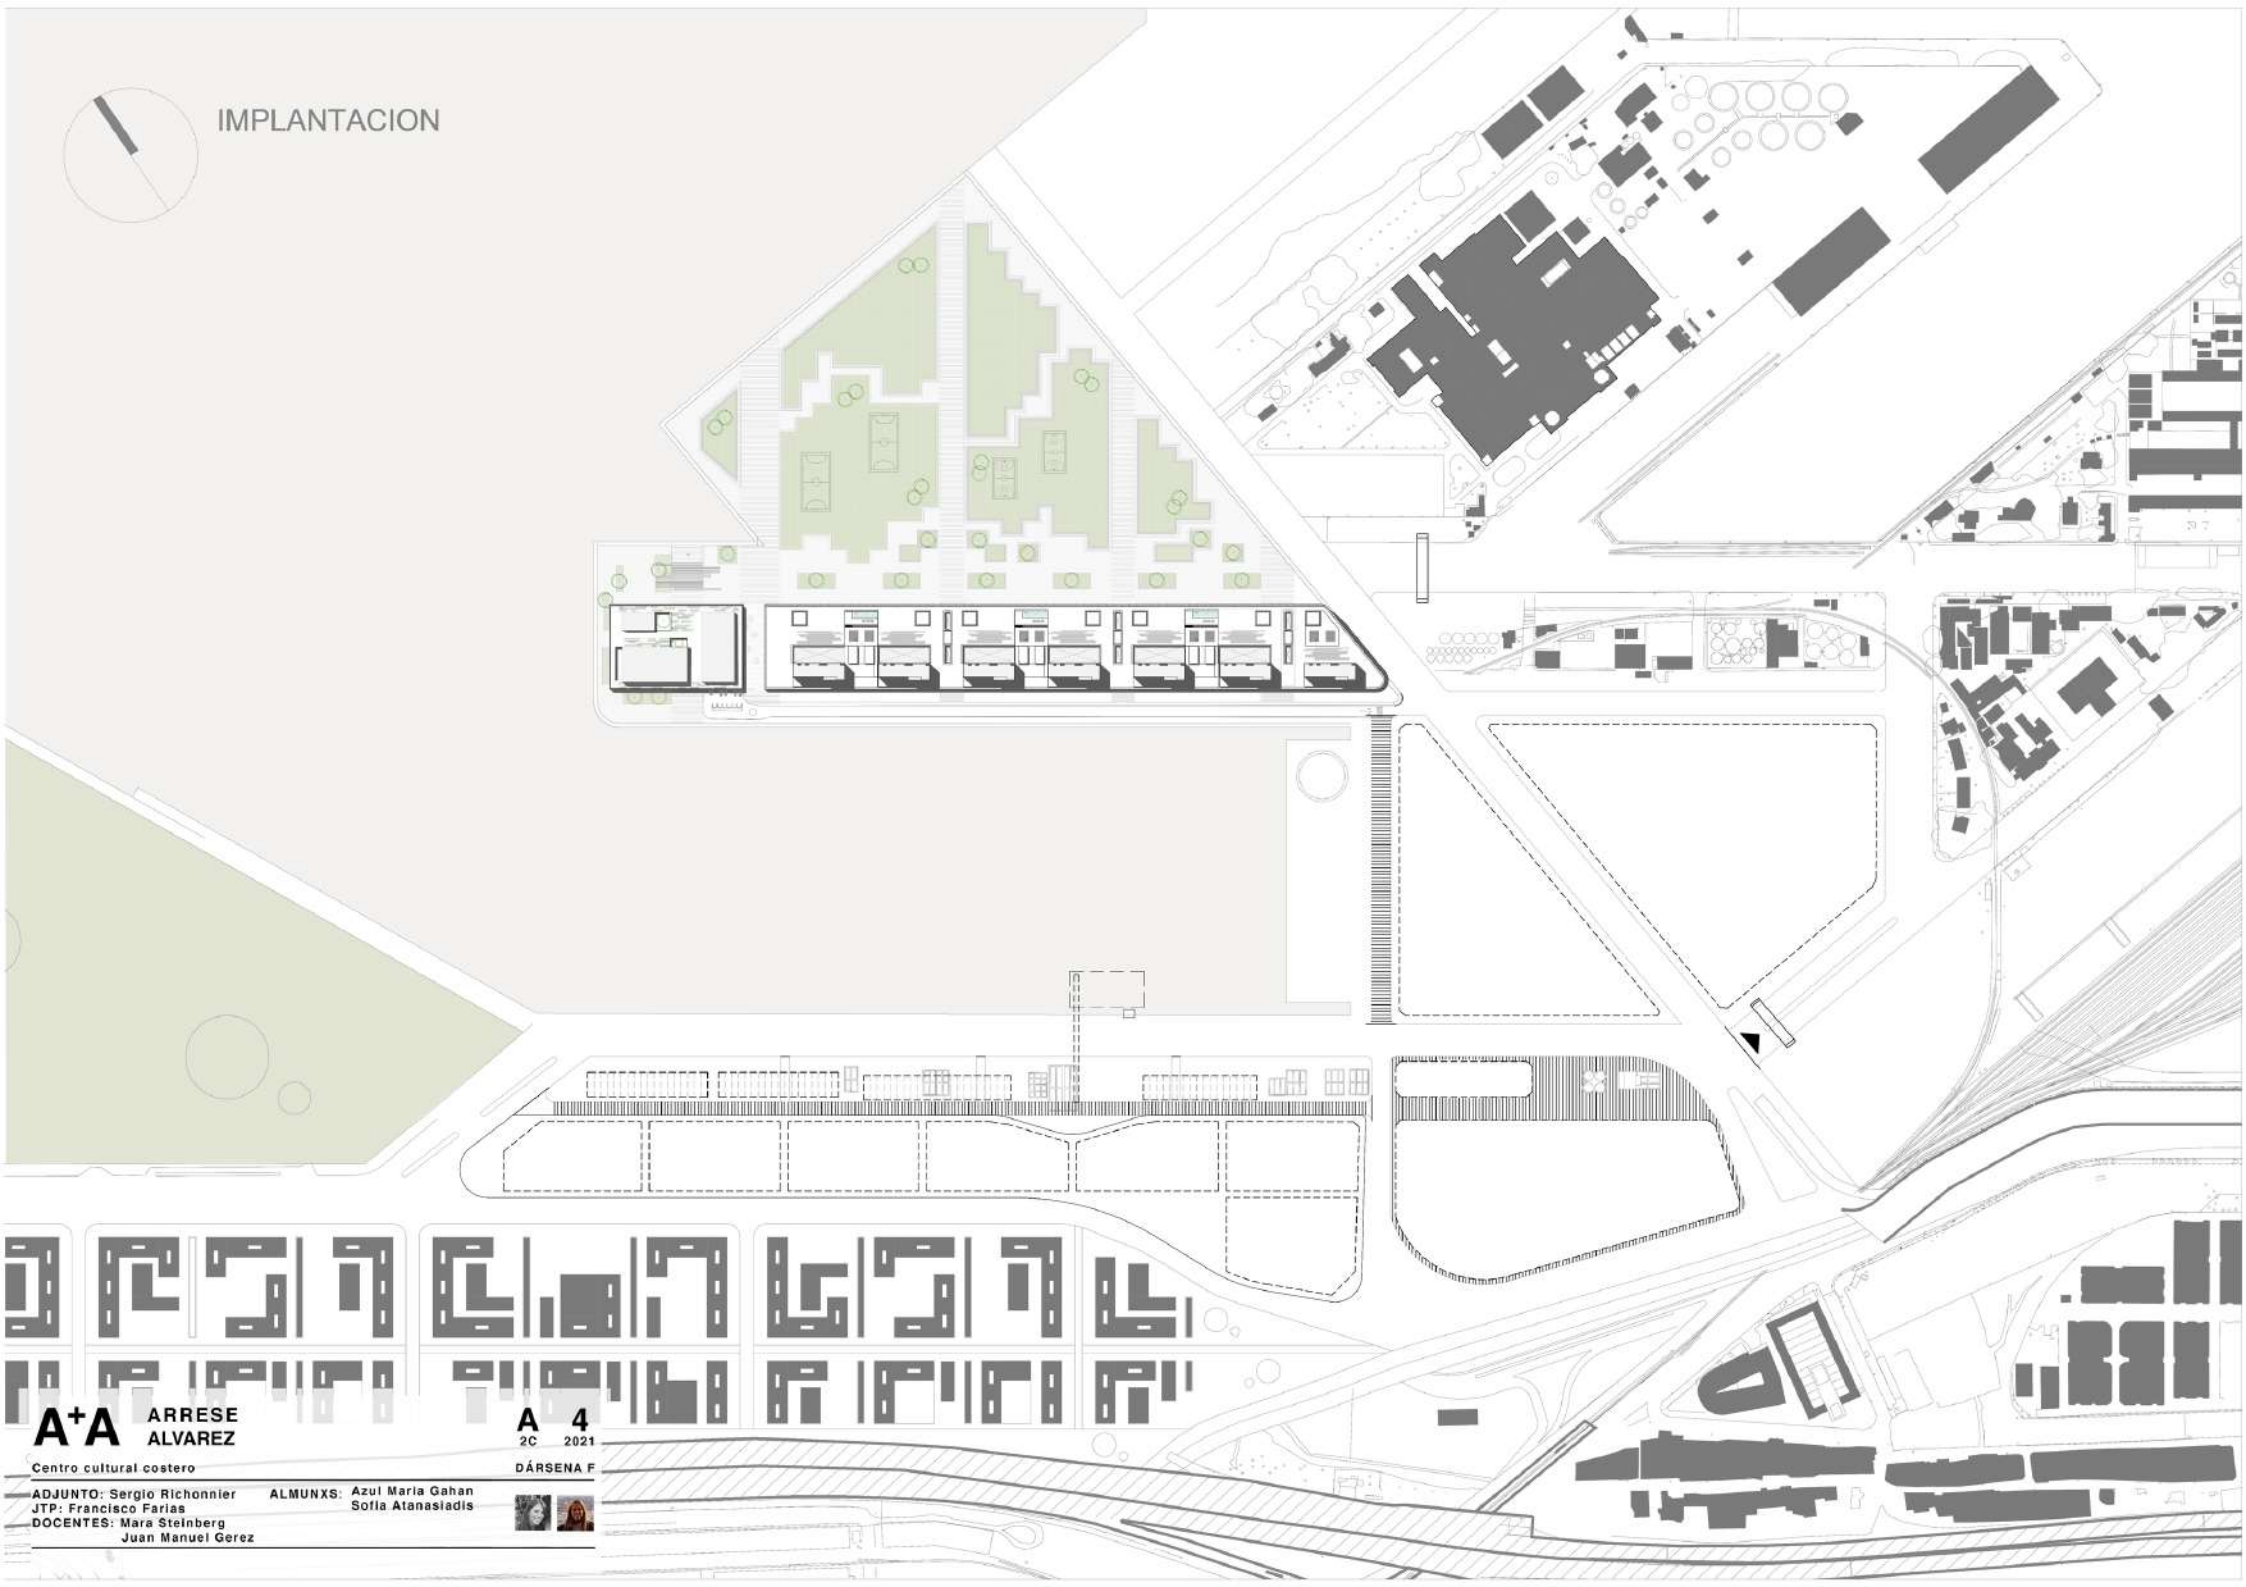 IMPLANTACION
A+A ARRESE ALVAREZ
A 4
2C 2021
Centro cultural costero
DÁRSENA F
ADJUNTO: Sergio Richonnier
JTP: Francisco Farias
DOCENTES: Mara Steinberg
Juan Manuel Gerez
ALMUNXS: Azul Maria Gahan
Sofia Atanasiadis